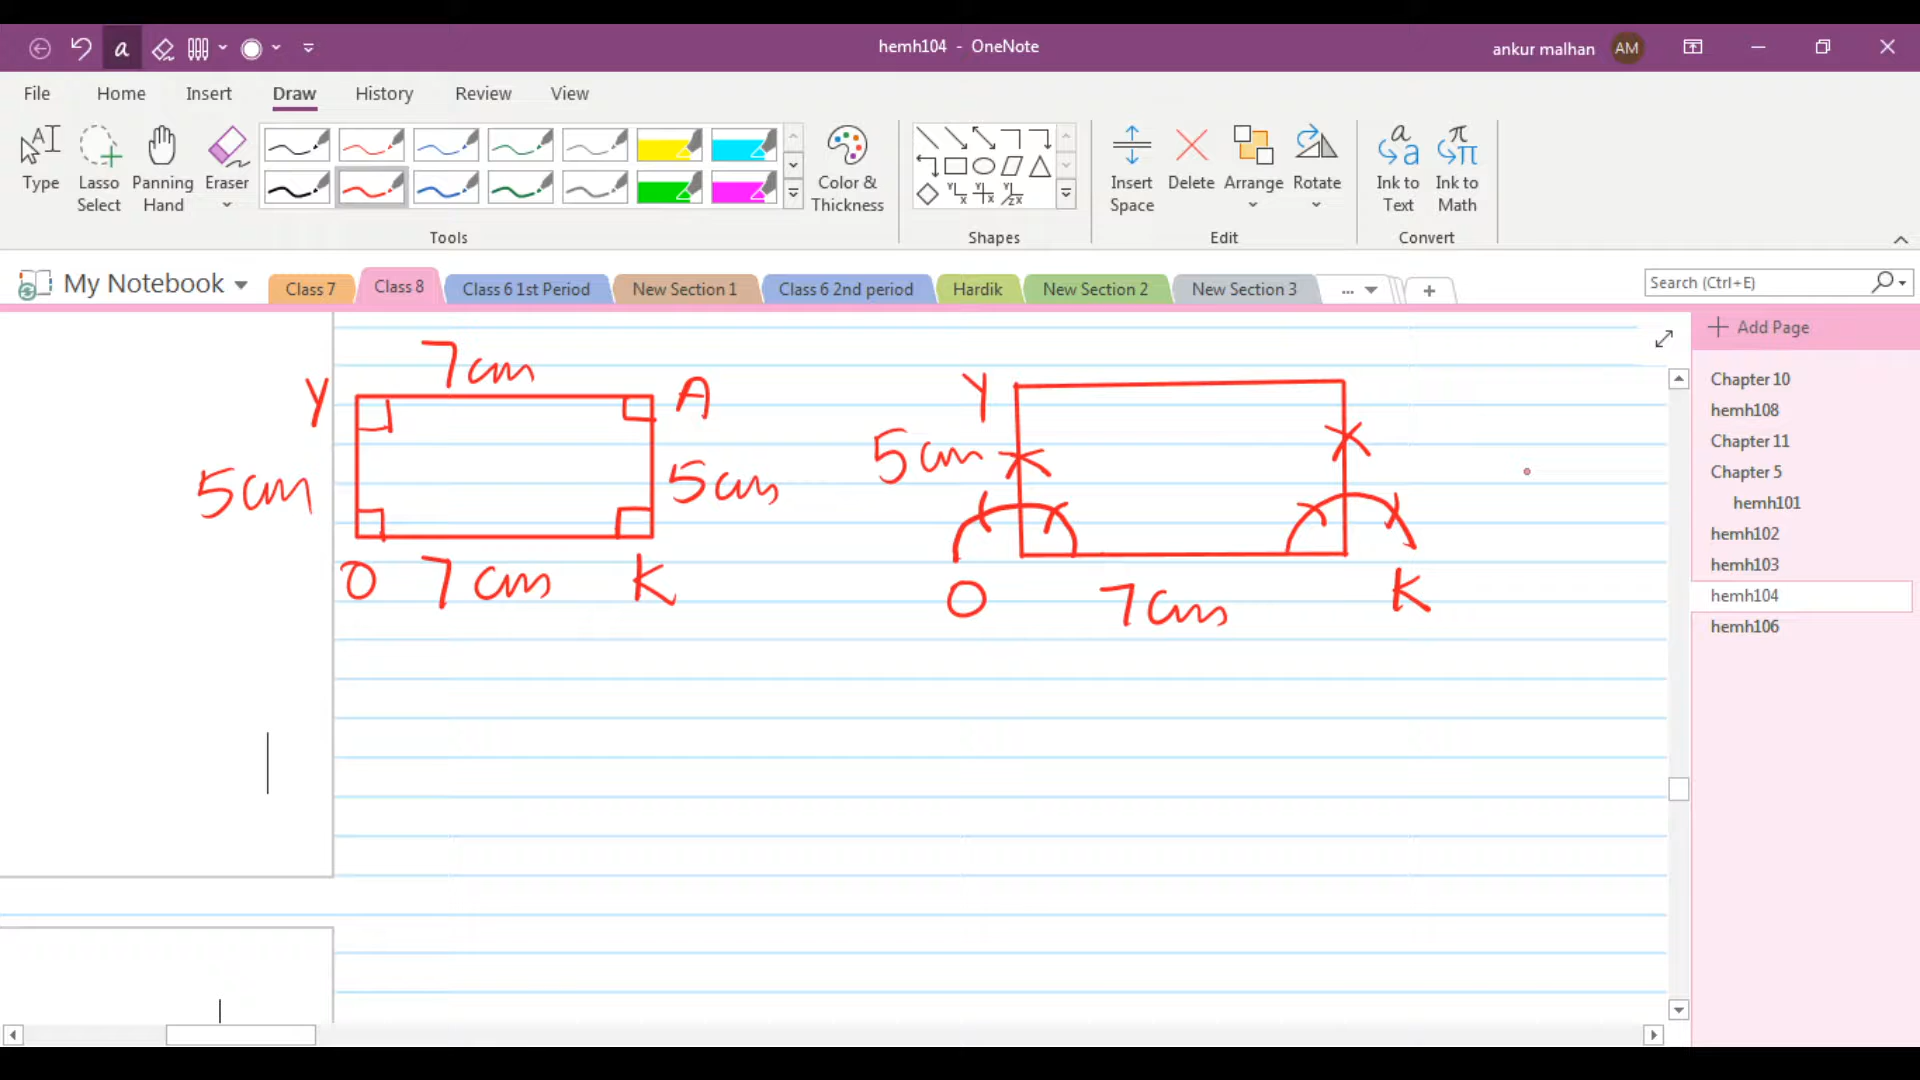 a
hemh104 - OneNote
ankur malhan AM
File Home Insert Draw History Review View
Type Lasso Select Panning Hand Eraser Color & Thickness Insert Space Delete Arrange Rotate Ink to Text Ink to Math
Tools Shapes Edit Convert
My Notebook Class 7 Class 8 Class 6 1st Period New Section 1 Class 6 2nd period Hardik New Section 2 New Section 3 ... + Search (Ctrl+E)
Add Page
Chapter 10
hemh108
Chapter 11
Chapter 5
hemh101
hemh102
hemh103
hemh104
hemh106
7cm
Y A
5cm 5cm
O 7cm K
Y
5cm
O 7cm K